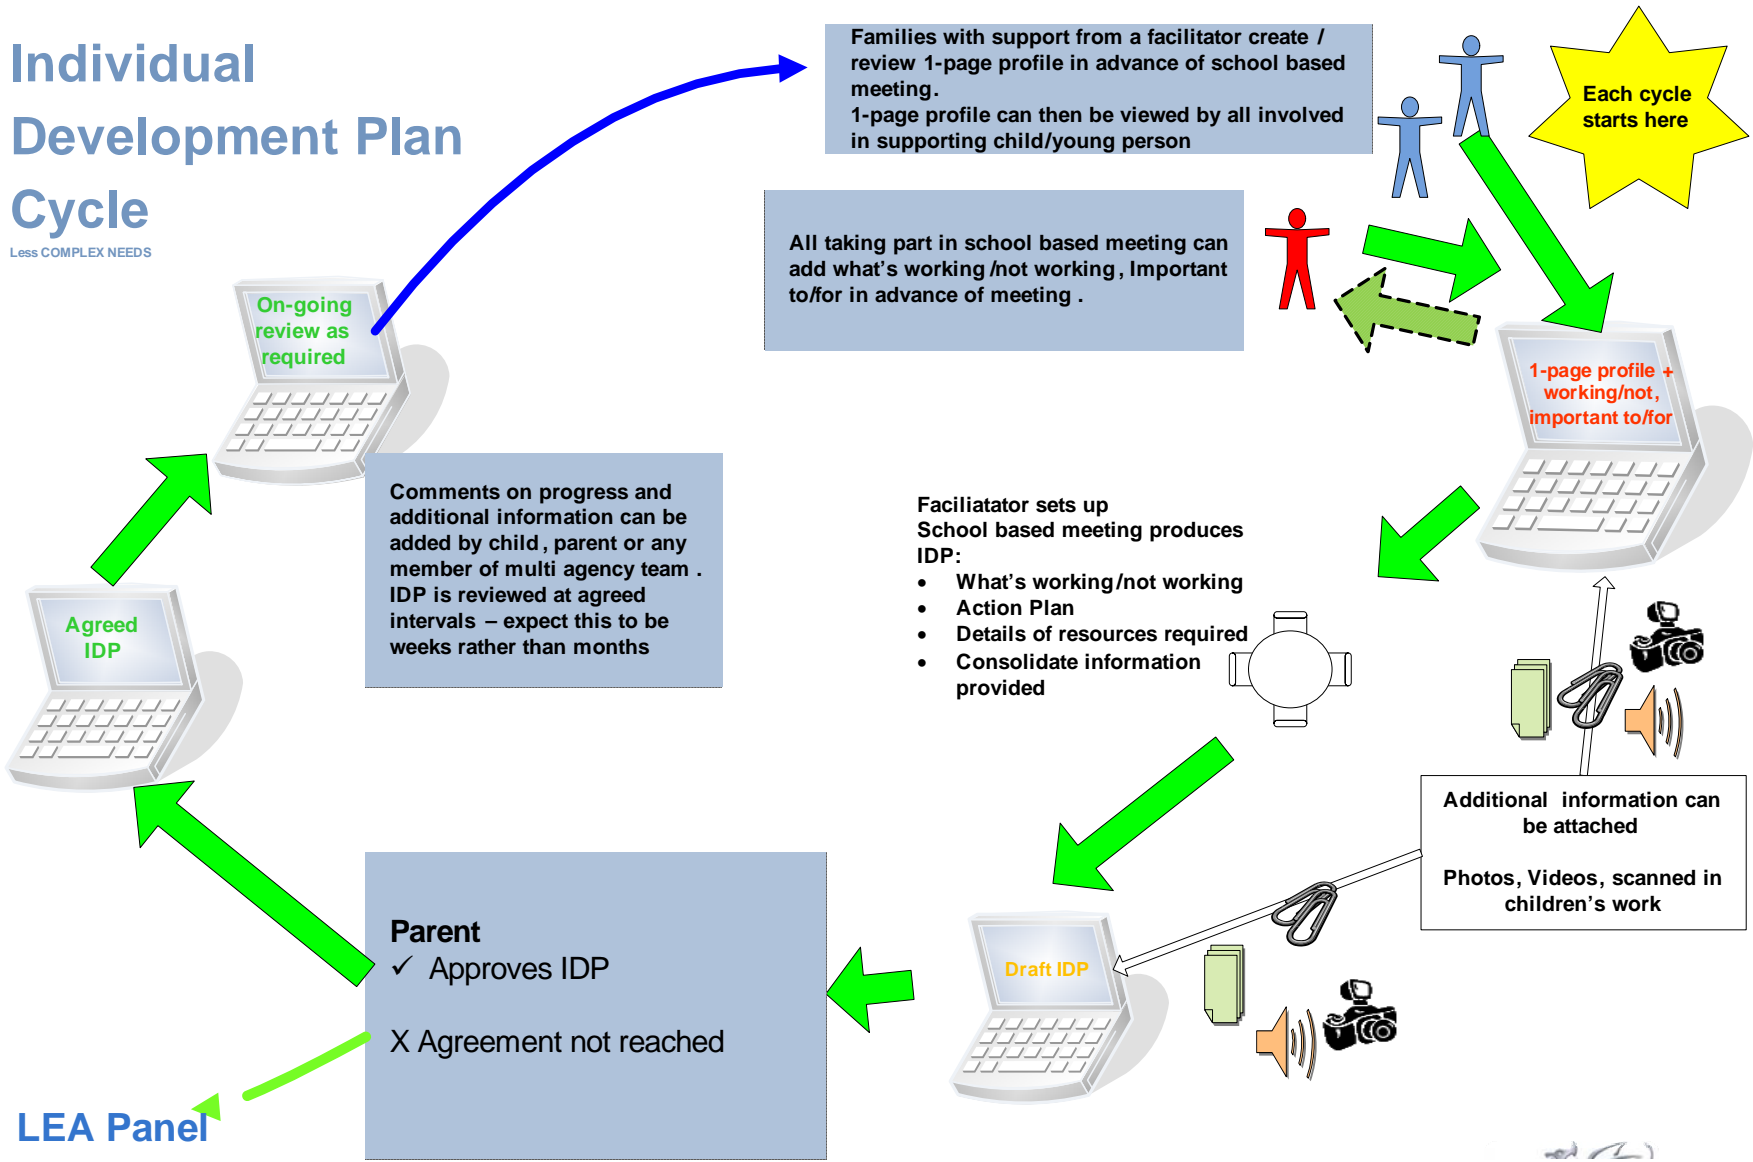 Individual
Development Plan
Cycle
Less COMPLEX NEEDS
Families with support from a facilitator create /
review 1-page profile in advance of school based
meeting.
1-page profile can then be viewed by all involved
in supporting child/young person
Each cycle
starts here
All taking part in school based meeting can
add what's working/not working, Important
to/for in advance of meeting.
1-page profile +
working/not,
important to/for
Faciliatator sets up
School based meeting produces
IDP:
• What's working/not working
• Action Plan
• Details of resources required
• Consolidate information
provided
Additional information can
be attached
Photos, Videos, scanned in
children's work
Draft IDP
Parent
✓ Approves IDP
X Agreement not reached
LEA Panel
Agreed
IDP
On-going
review as
required
Comments on progress and
additional information can be
added by child, parent or any
member of multi agency team.
IDP is reviewed at agreed
intervals – expect this to be
weeks rather than months